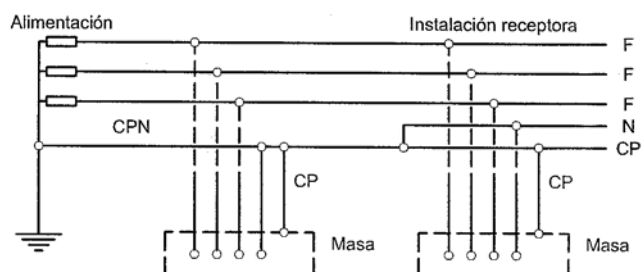 Alimentación
Instalación receptora
F
F
F
N
CPN
CP
CP
CP
Masa
Masa